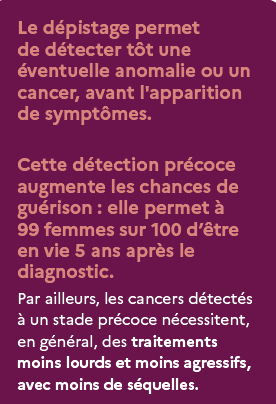 Le dépistage permet
de détecter tôt une
éventuelle anomalie ou un
cancer, avant l'apparition
de symptômes.
Cette détection précoce
augmente les chances de
guérison : elle permet à
99 femmes sur 100 d’être
en vie 5 ans après le
diagnostic.
Par ailleurs, les cancers détectés
à un stade précoce nécessitent,
en général, des traitements
moins lourds et moins agressifs,
avec moins de séquelles.